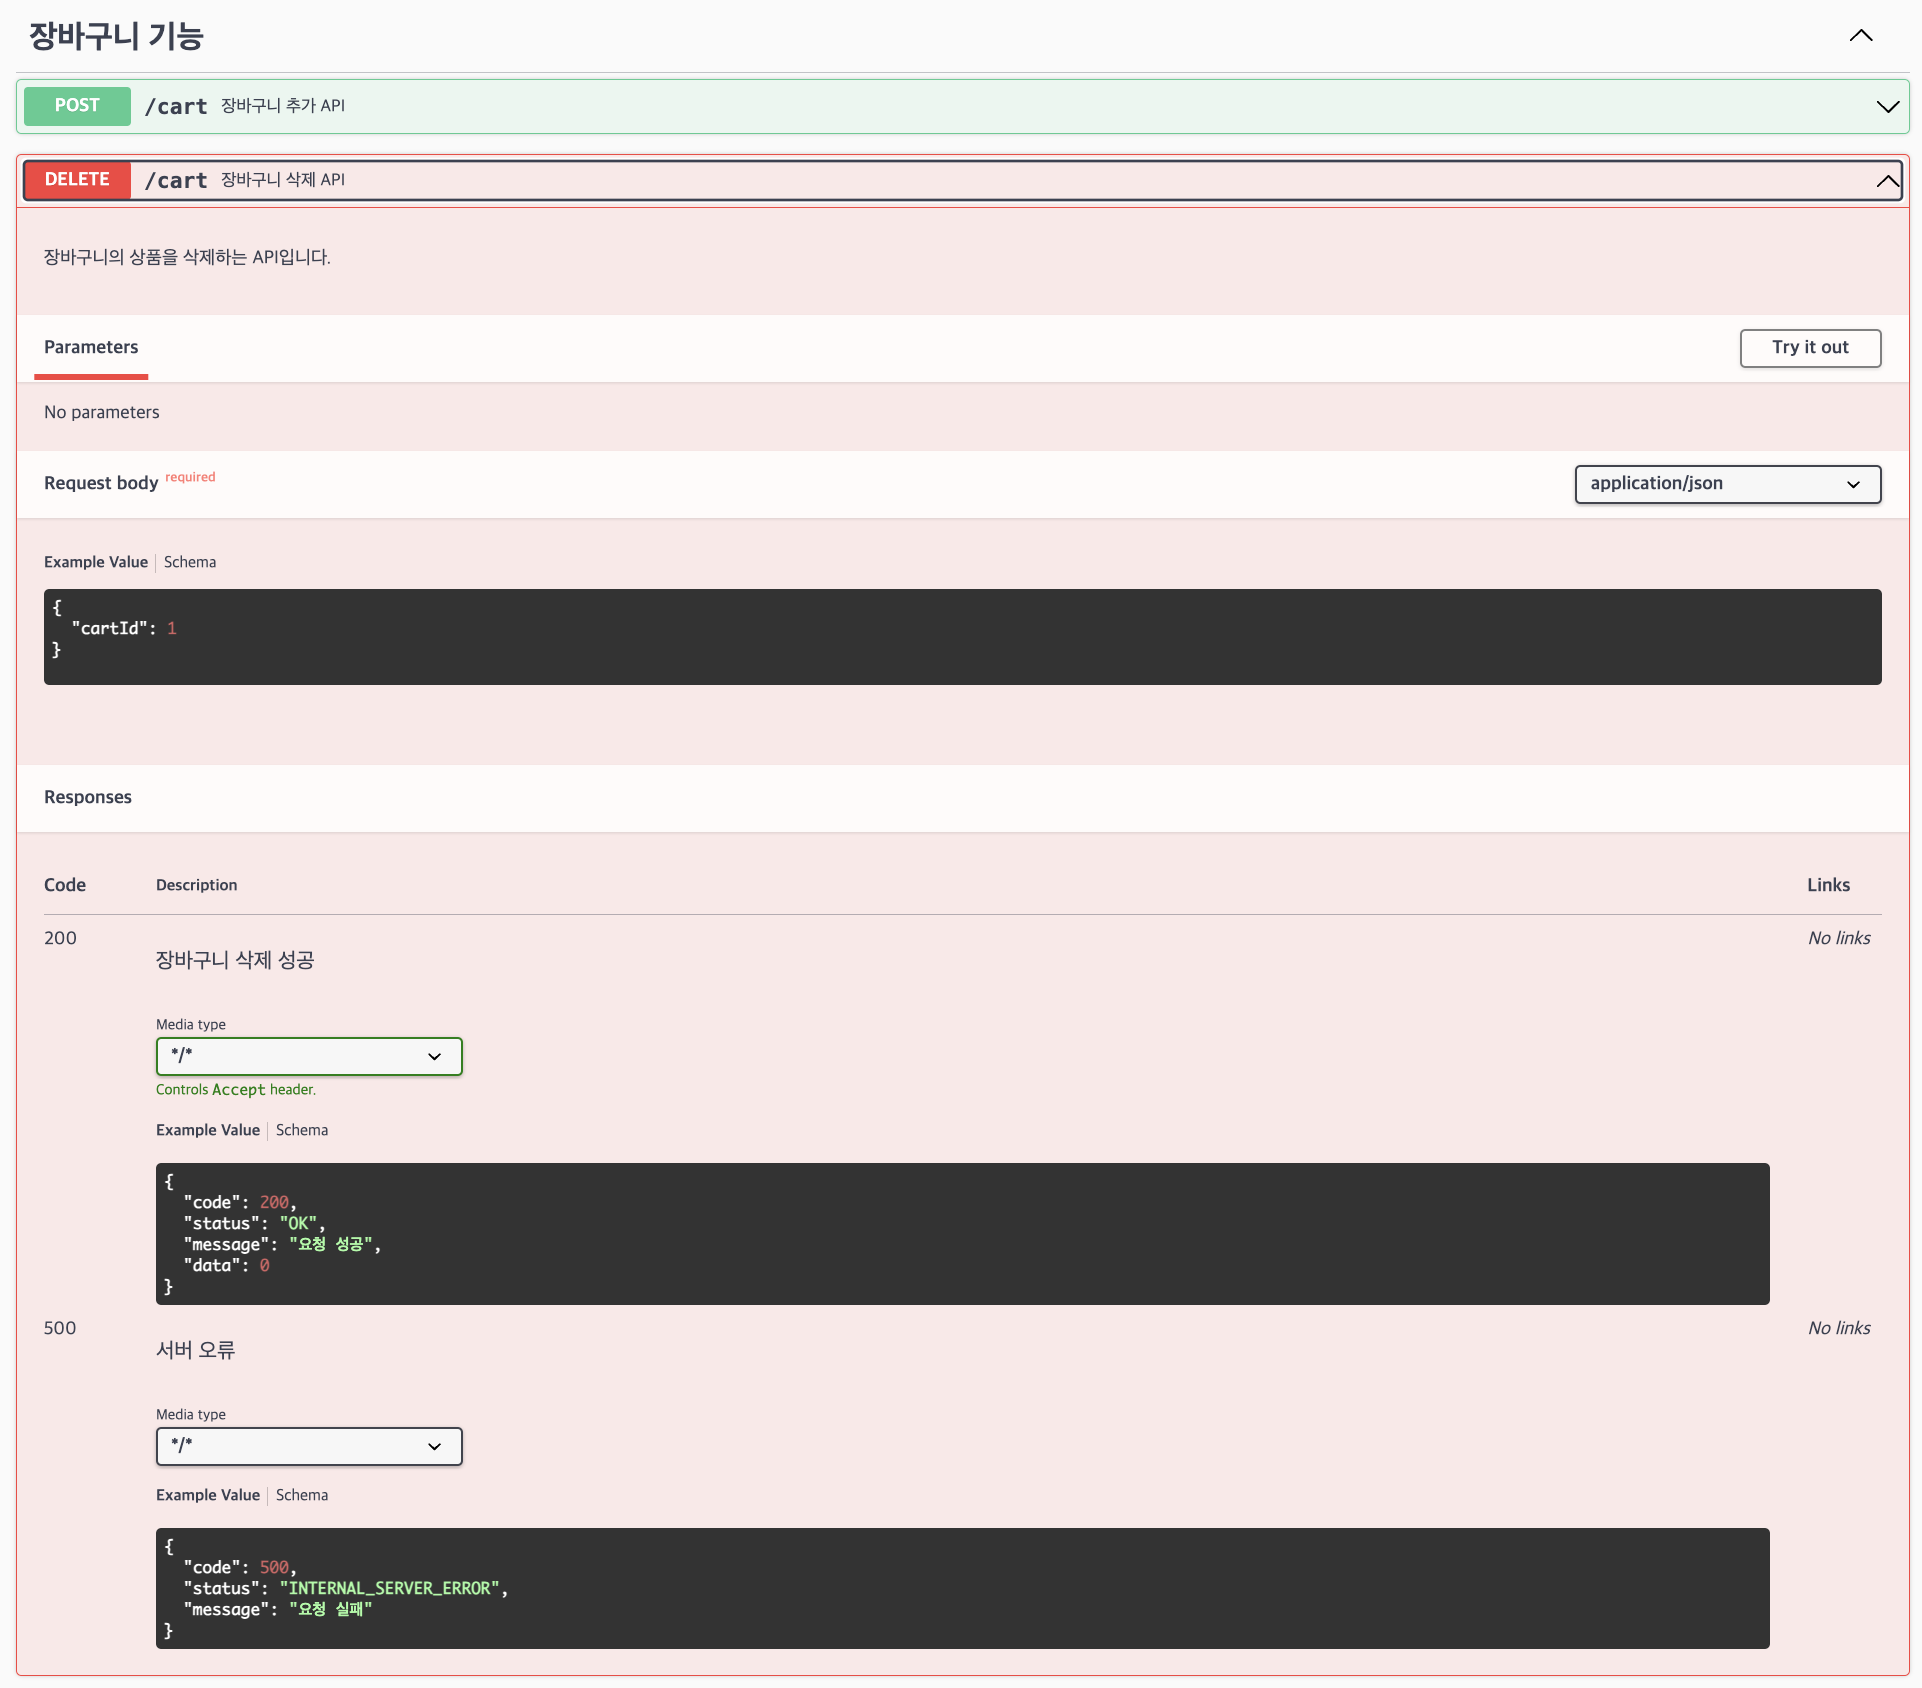 장바구니 기능
POST /cart 장바구니 추가 API
DELETE /cart 장바구니 삭제 API
장바구니의 상품을 삭제하는 API입니다.
Parameters Try it out
No parameters
Request body required application/json
Example Value Schema
{
"cartId": 1
}
Responses
Code Description Links
200 No links
장바구니 삭제 성공
Media type
*/*
Controls Accept header.
Example Value Schema
{
"code": 200,
"status": "OK",
"message": "요청 성공",
"data": 0
}
500 No links
서버 오류
Media type
*/*
Example Value Schema
{
"code": 500,
"status": "INTERNAL_SERVER_ERROR",
"message": "요청 실패"
}